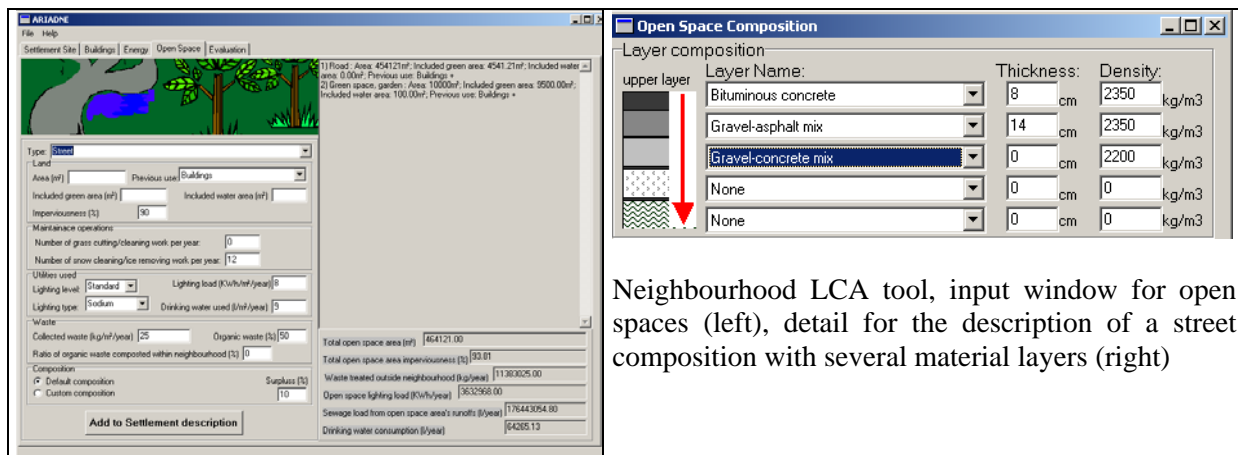 ARIADNE
File Help
Settlement Site Buildings Energy Open Space Evaluation
1) Road : Area: 454121m²; Included green area: 4541.21m²; Included water
area: 0.00m²; Previous use: Buildings +
2) Green space, garden : Area: 10000m²; Included green area: 9500.00m²;
Included water area: 100.00m²; Previous use: Buildings +
Type: Street
Land
Area (m²) Previous use: Buildings
Included green area (m²) Included water area (m²)
Imperviousness (%) 90
Maintainace operations
Number of grass cutting/cleaning work per year: 0
Number of snow cleaning/ice removing work per year: 12
Utilities used
Lighting level: Standard Lighting load (KWh/m²/year) 8
Lighting type: Sodium Drinking water used (l/m²/year) 9
Waste
Collected waste (kg/m²/year) 25 Organic waste (%) 50
Ratio of organic waste composted within neighbourhood (%) 0
Composition
Default composition Surpluss (%)
Custom composition 10
Add to Settlement description
Total open space area (m²) 464121.00
Total open space area imperviousness (%) 93.81
Waste treated outside neighbourhood (kg/year) 11383025.00
Open space lighting load (KWh/year) 3632968.00
Sewage load from open space area's runoffs (l/year) 176443054.80
Drinking water consumption (l/year) 64265.13
Open Space Composition
Layer composition
upper layer Layer Name: Thickness: Density:
Bituminous concrete 8 cm 2350 kg/m3
Gravel-asphalt mix 14 cm 2350 kg/m3
Gravel-concrete mix 0 cm 2200 kg/m3
None 0 cm 0 kg/m3
None 0 cm 0 kg/m3
Neighbourhood LCA tool, input window for open
spaces (left), detail for the description of a street
composition with several material layers (right)